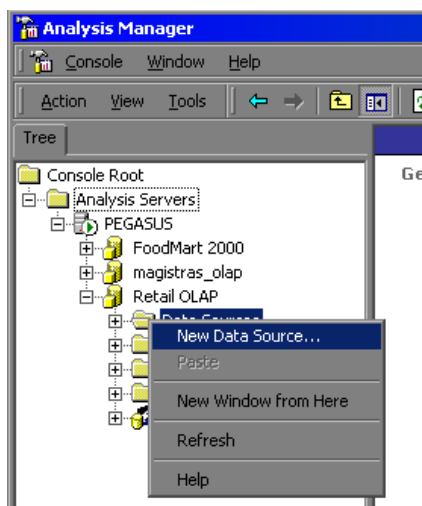 Analysis Manager
Console Window Help
Action View Tools
Tree
Console Root
Ge
Analysis Servers
PEGASUS
FoodMart 2000
magistras_olap
Retail OLAP
Data Sources
New Data Source...
Paste
New Window from Here
Refresh
Help